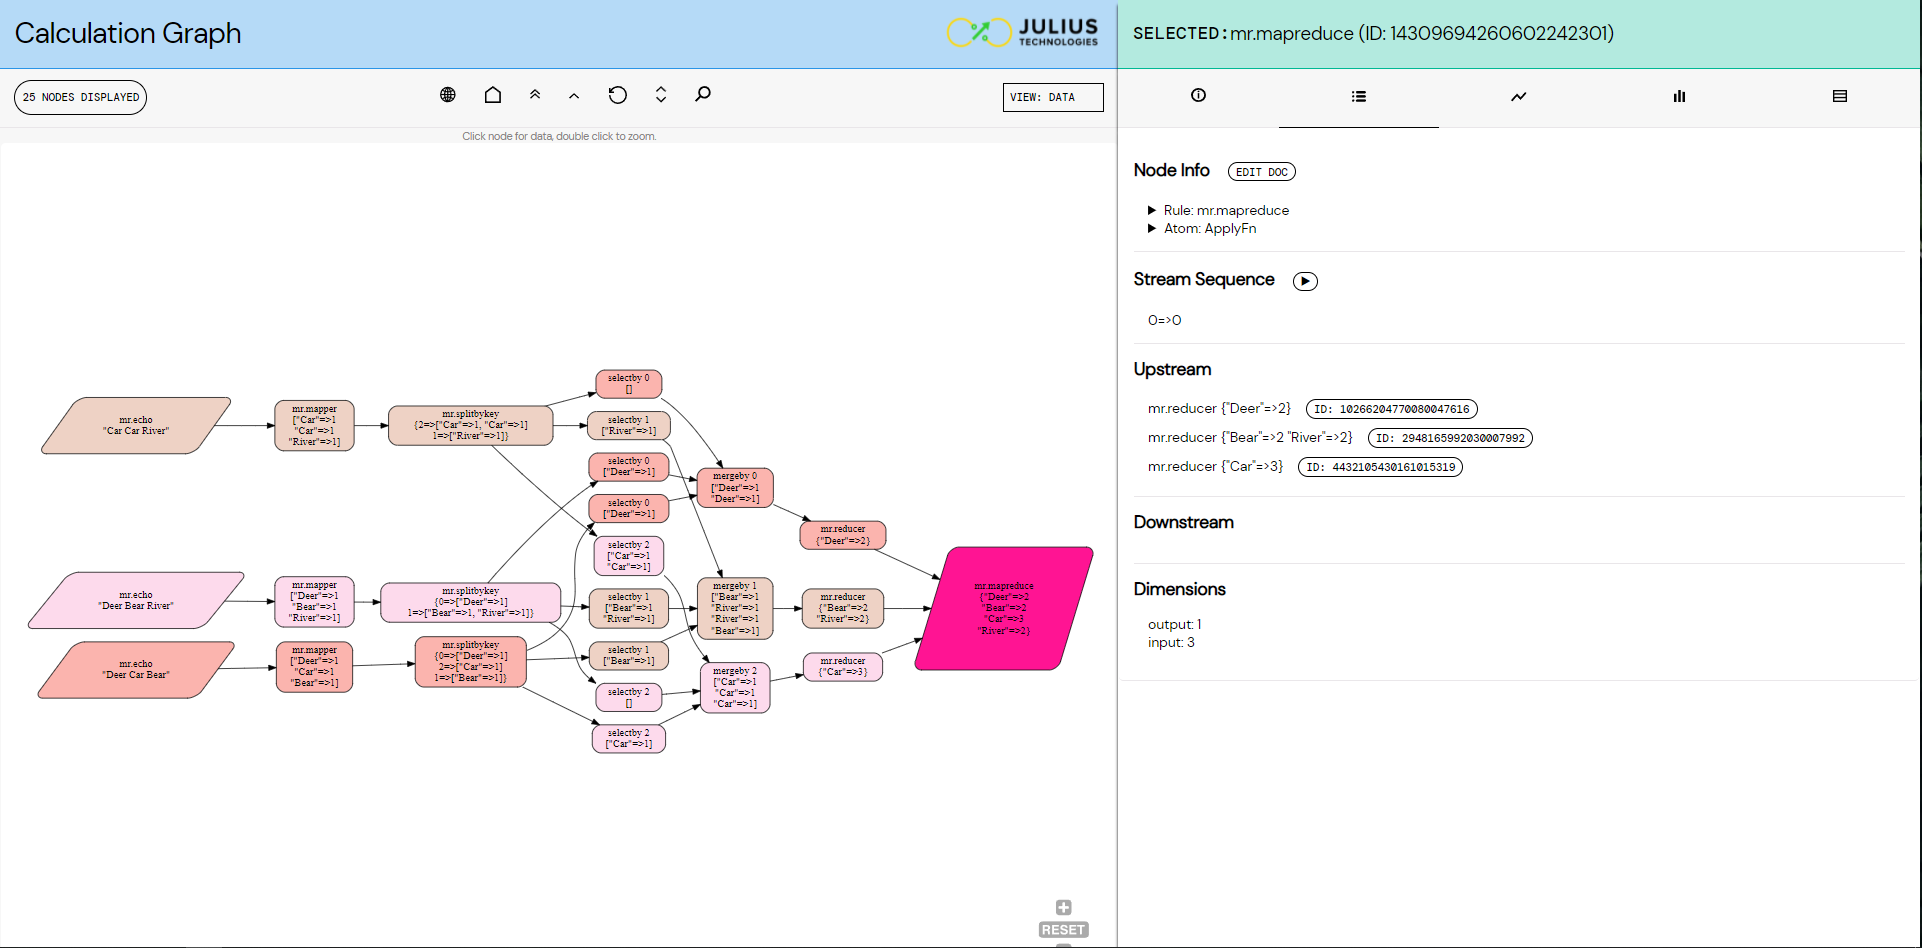 Calculation Graph
JULIUS
TECHNOLOGIES
SELECTED:mr.mapreduce (ID: 14309694260602242301)
25 NODES DISPLAYED
VIEW: DATA
Click node for data, double click to zoom.
mr.echo
"Car Car River"
mr.mapper
["Car"=>1
"Car"=>1
"River"=>1]
mr.splitbykey
{2=>["Car"=>1, "Car"=>1]
1=>["River"=>1]}
selectby 0
[]
selectby 1
["River"=>1]
selectby 0
["Deer"=>1]
selectby 0
["Deer"=>1]
selectby 2
["Car"=>1
"Car"=>1]
mergeby 0
["Deer"=>1
"Deer"=>1]
mr.reducer
{"Deer"=>2}
mr.echo
"Deer Bear River"
mr.mapper
["Deer"=>1
"Bear"=>1
"River"=>1]
mr.splitbykey
{0=>["Deer"=>1]
1=>["Bear"=>1, "River"=>1]}
selectby 1
["Bear"=>1
"River"=>1]
mergeby 1
["Bear"=>1
"River"=>1
"River"=>1
"Bear"=>1]
mr.reducer
{"Bear"=>2
"River"=>2}
mr.mapreduce
{"Deer"=>2
"Bear"=>2
"Car"=>3
"River"=>2}
mr.echo
"Deer Car Bear"
mr.mapper
["Deer"=>1
"Car"=>1
"Bear"=>1]
mr.splitbykey
{0=>["Deer"=>1]
2=>["Car"=>1]
1=>["Bear"=>1]}
selectby 1
["Bear"=>1]
selectby 2
[]
selectby 2
["Car"=>1]
mergeby 2
["Car"=>1
"Car"=>1
"Car"=>1]
mr.reducer
{"Car"=>3}
RESET
Node Info
EDIT DOC
Rule: mr.mapreduce
Atom: ApplyFn
Stream Sequence
0=>0
Upstream
mr.reducer {"Deer"=>2} ID: 10266204770080047616
mr.reducer {"Bear"=>2 "River"=>2} ID: 2948165992030007992
mr.reducer {"Car"=>3} ID: 4432105430161015319
Downstream
Dimensions
output: 1
input: 3